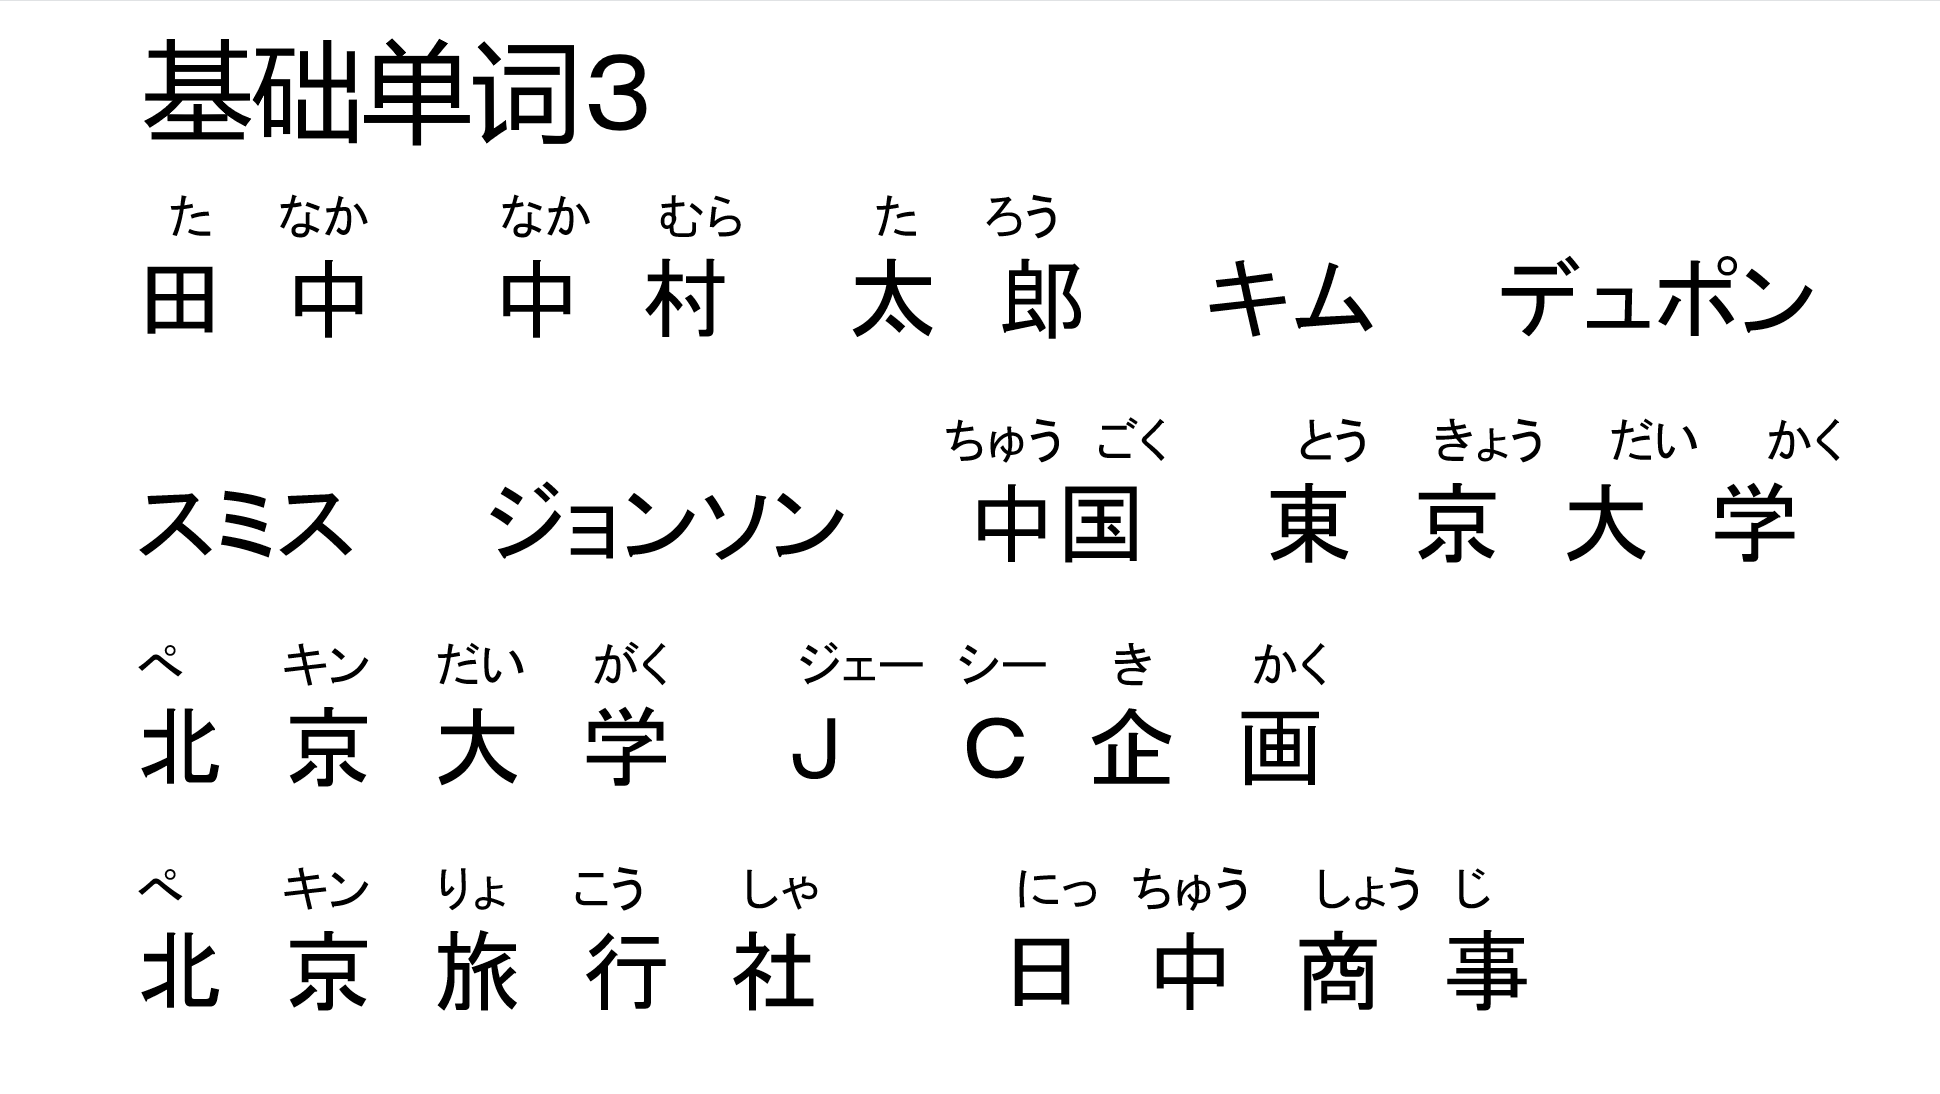 基础单词３
た なか なか むら た ろう
田 中 中 村 太 郎 キム デュポン
ちゅう ごく とう きょう だい かく
スミス ジョンソン 中国 東 京 大 学
ペ キン だい がく ジェー シー き かく
北 京 大 学 J C 企 画
ペ キン りょ こう しゃ にっ ちゅう しょう じ
北 京 旅 行 社 日 中 商 事